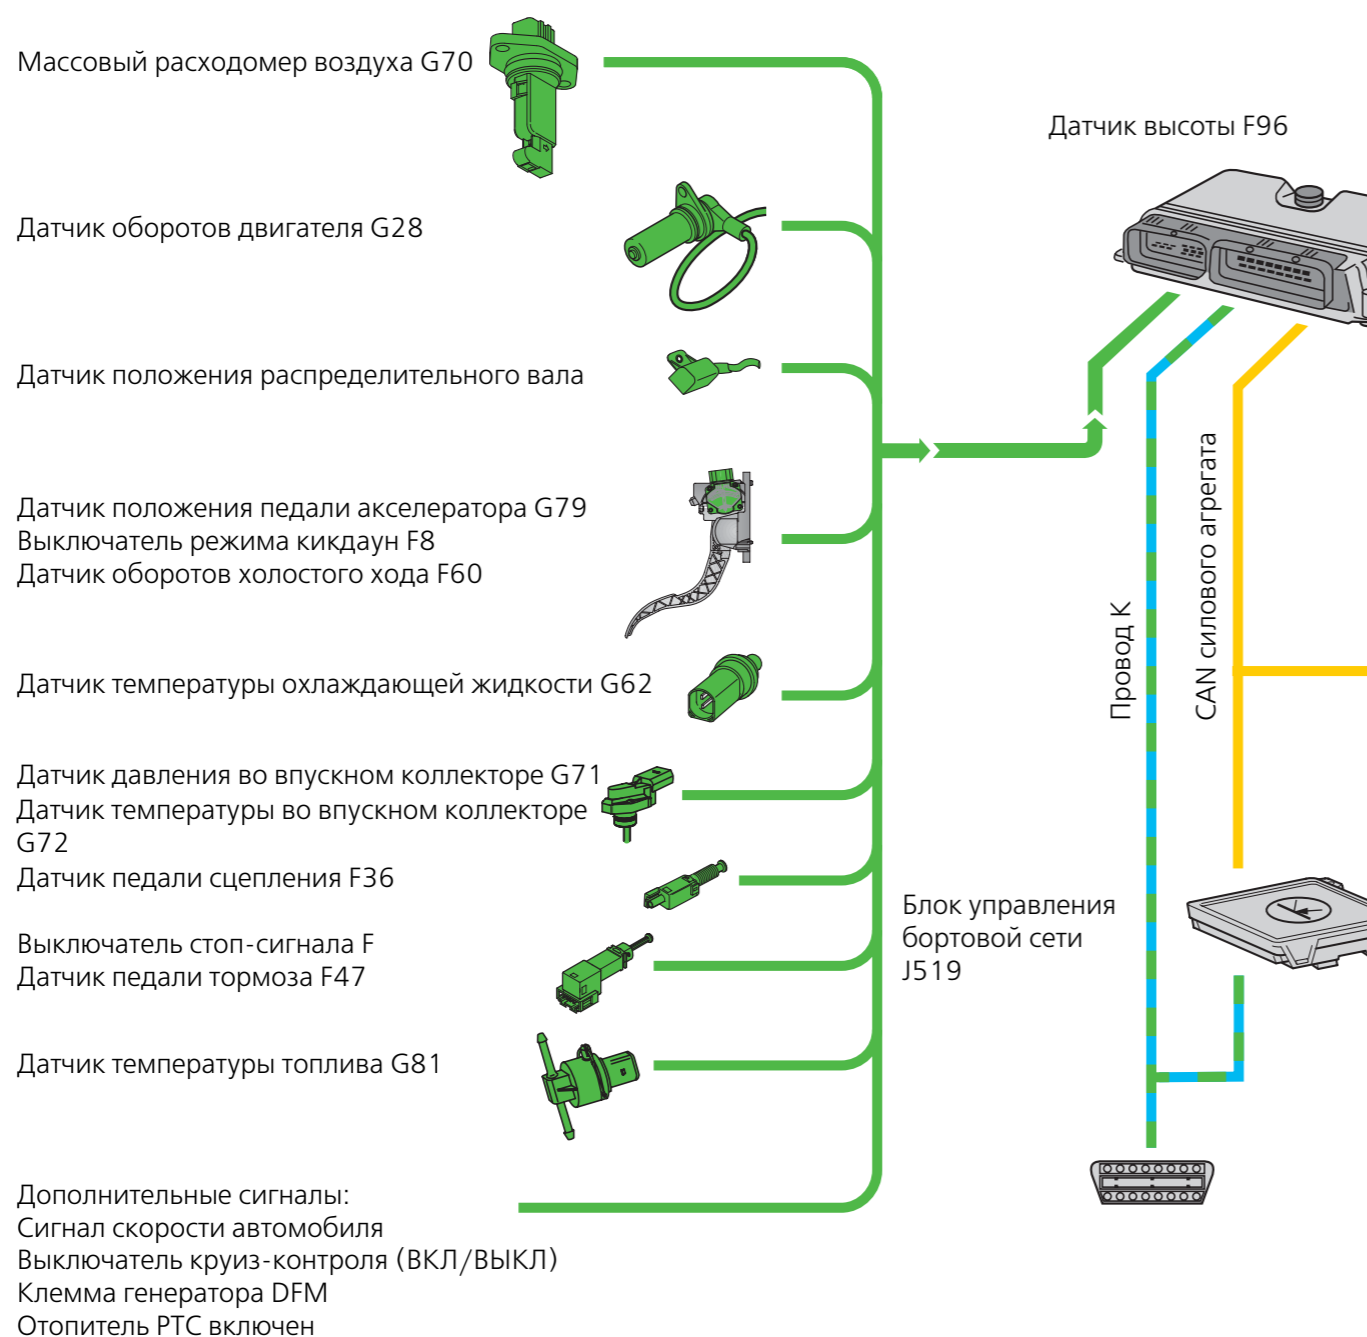 Массовый расходомер воздуха G70
Датчик высоты F96
Датчик оборотов двигателя G28
Датчик положения распределительного вала
Датчик положения педали акселератора G79
Выключатель режима кикдаун F8
Датчик оборотов холостого хода F60
Провод К
CAN силового агрегата
Датчик температуры охлаждающей жидкости G62
Датчик давления во впускном коллекторе G71
Датчик температуры во впускном коллекторе
G72
Датчик педали сцепления F36
Блок управления
бортовой сети
J519
Выключатель стоп-сигнала F
Датчик педали тормоза F47
Датчик температуры топлива G81
Дополнительные сигналы:
Сигнал скорости автомобиля
Выключатель круиз-контроля (ВКЛ/ВЫКЛ)
Клемма генератора DFM
Отопитель PTC включен